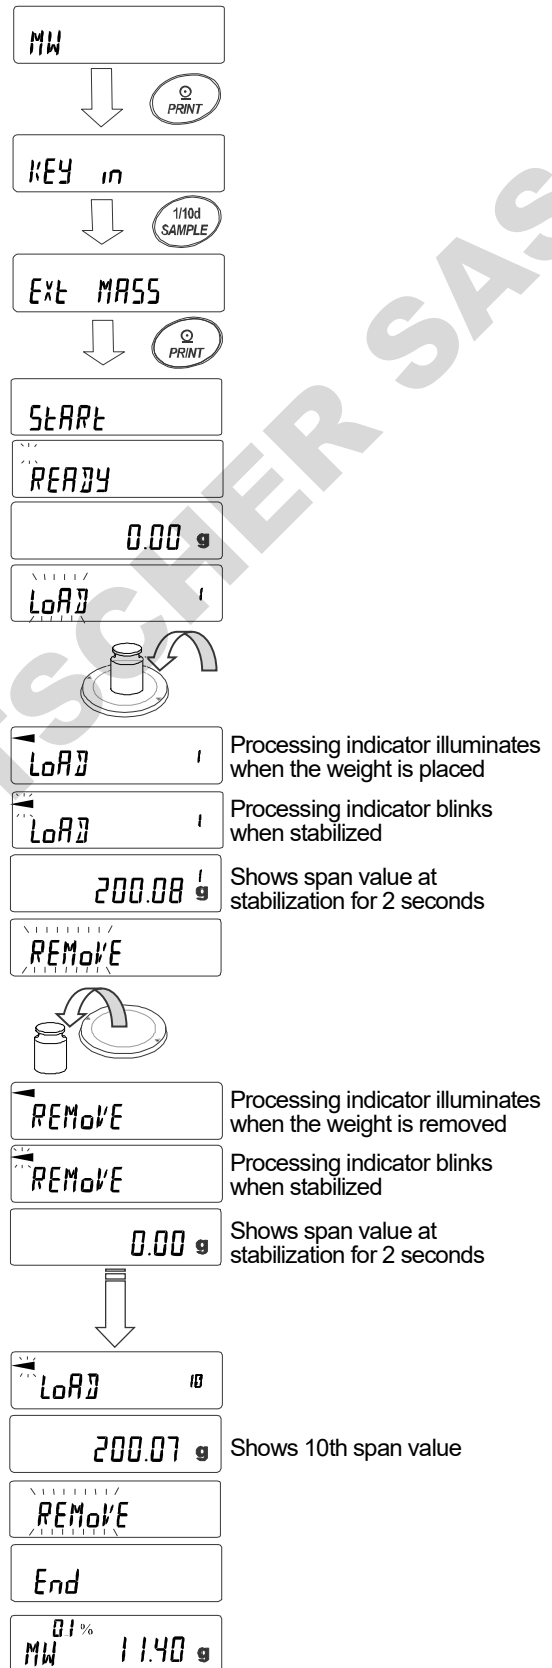 MW
PRINT
KEY in
1/10d
SAMPLE
Ext MASS
PRINT
StARt
READY
0.00 g
LoAD 1
LoAD 1
Processing indicator illuminates
when the weight is placed
LoAD 1
Processing indicator blinks
when stabilized
200.08 g 1
Shows span value at
stabilization for 2 seconds
REMoVE
REMoVE
Processing indicator illuminates
when the weight is removed
REMoVE
Processing indicator blinks
when stabilized
0.00 g
Shows span value at
stabilization for 2 seconds
LoAD 10
200.07 g
Shows 10th span value
REMoVE
End
0.1 %
MW 11.40 g